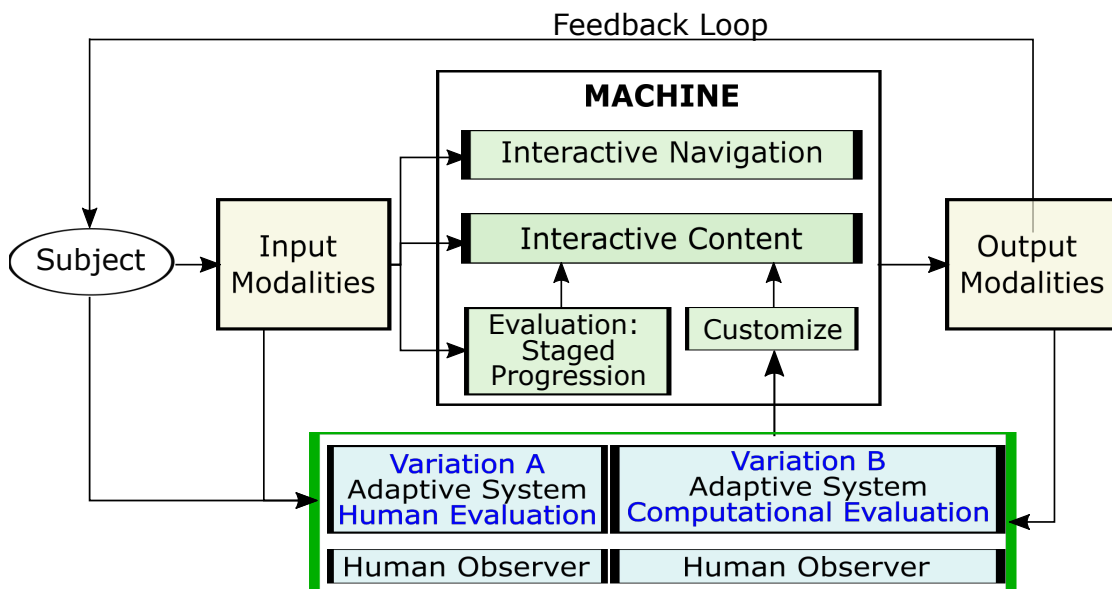 Feedback Loop
MACHINE
Interactive Navigation
Subject
Input
Modalities
Interactive Content
Output
Modalities
Evaluation:
Staged
Progression
Customize
Variation A
Adaptive System
Human Evaluation
Variation B
Adaptive System
Computational Evaluation
Human Observer
Human Observer